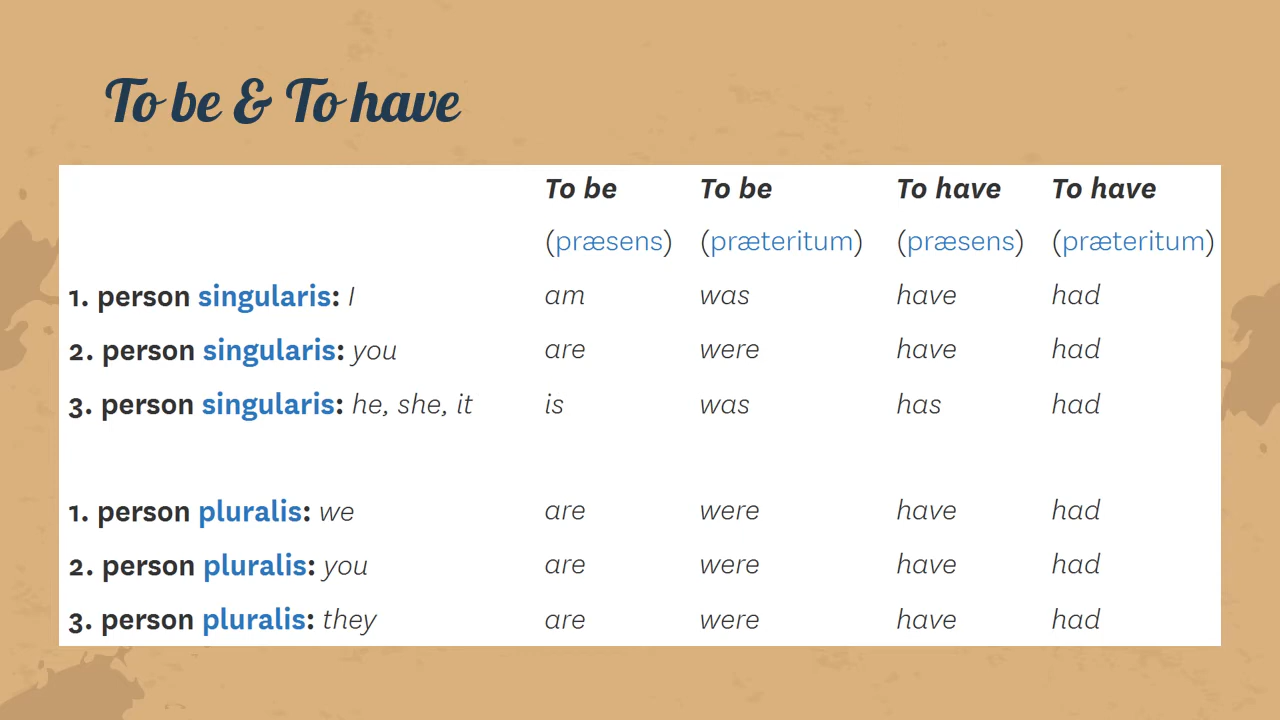 To be & To have
To be To be To have To have
(præsens) (præteritum) (præsens) (præteritum)
1. person singularis: I am was have had
2. person singularis: you are were have had
3. person singularis: he, she, it is was has had
1. person pluralis: we are were have had
2. person pluralis: you are were have had
3. person pluralis: they are were have had